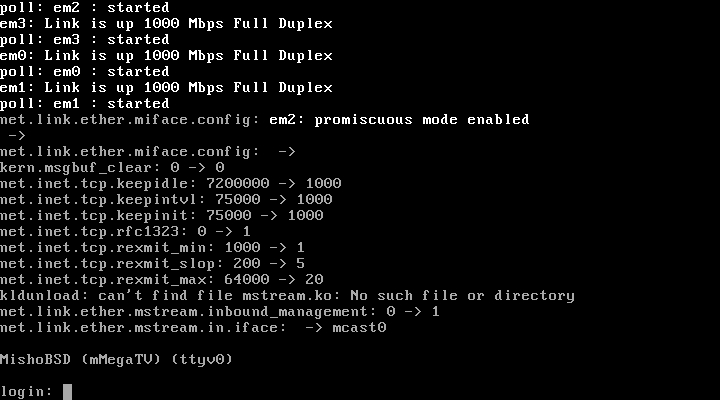 poll: em2 : started
em3: Link is up 1000 Mbps Full Duplex
poll: em3 : started
em0: Link is up 1000 Mbps Full Duplex
poll: em0 : started
em1: Link is up 1000 Mbps Full Duplex
poll: em1 : started
net.link.ether.miface.config: em2: promiscuous mode enabled
 ->
net.link.ether.miface.config:  ->
kern.msgbuf_clear: 0 -> 0
net.inet.tcp.keepidle: 7200000 -> 1000
net.inet.tcp.keepintvl: 75000 -> 1000
net.inet.tcp.keepinit: 75000 -> 1000
net.inet.tcp.rfc1323: 0 -> 1
net.inet.tcp.rexmit_min: 1000 -> 1
net.inet.tcp.rexmit_slop: 200 -> 5
net.inet.tcp.rexmit_max: 64000 -> 20
kldunload: can't find file mstream.ko: No such file or directory
net.link.ether.mstream.inbound_management: 0 -> 1
net.link.ether.mstream.in.iface:  -> mcast0
MishoBSD (mMegaTV) (ttyv0)
login: